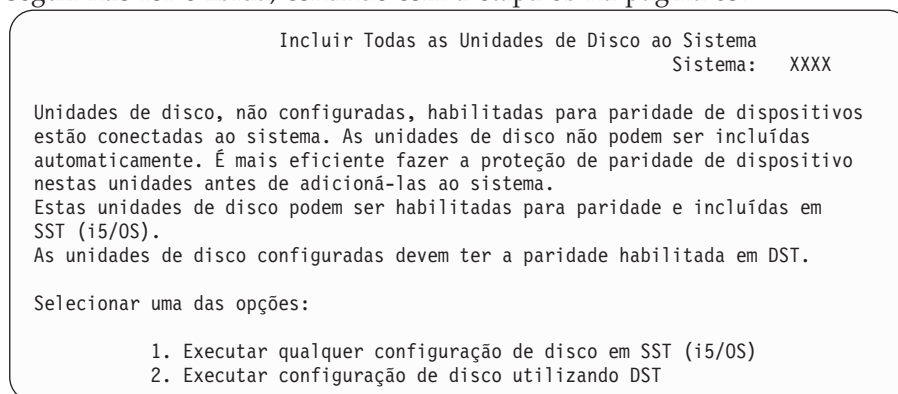 Incluir Todas as Unidades de Disco ao Sistema
Sistema: XXXX
Unidades de disco, não configuradas, habilitadas para paridade de dispositivos
estão conectadas ao sistema. As unidades de disco não podem ser incluídas
automaticamente. É mais eficiente fazer a proteção de paridade de dispositivo
nestas unidades antes de adicioná-las ao sistema.
Estas unidades de disco podem ser habilitadas para paridade e incluídas em
SST (i5/OS).
As unidades de disco configuradas devem ter a paridade habilitada em DST.
Selecionar uma das opções:
1. Executar qualquer configuração de disco em SST (i5/OS)
2. Executar configuração de disco utilizando DST